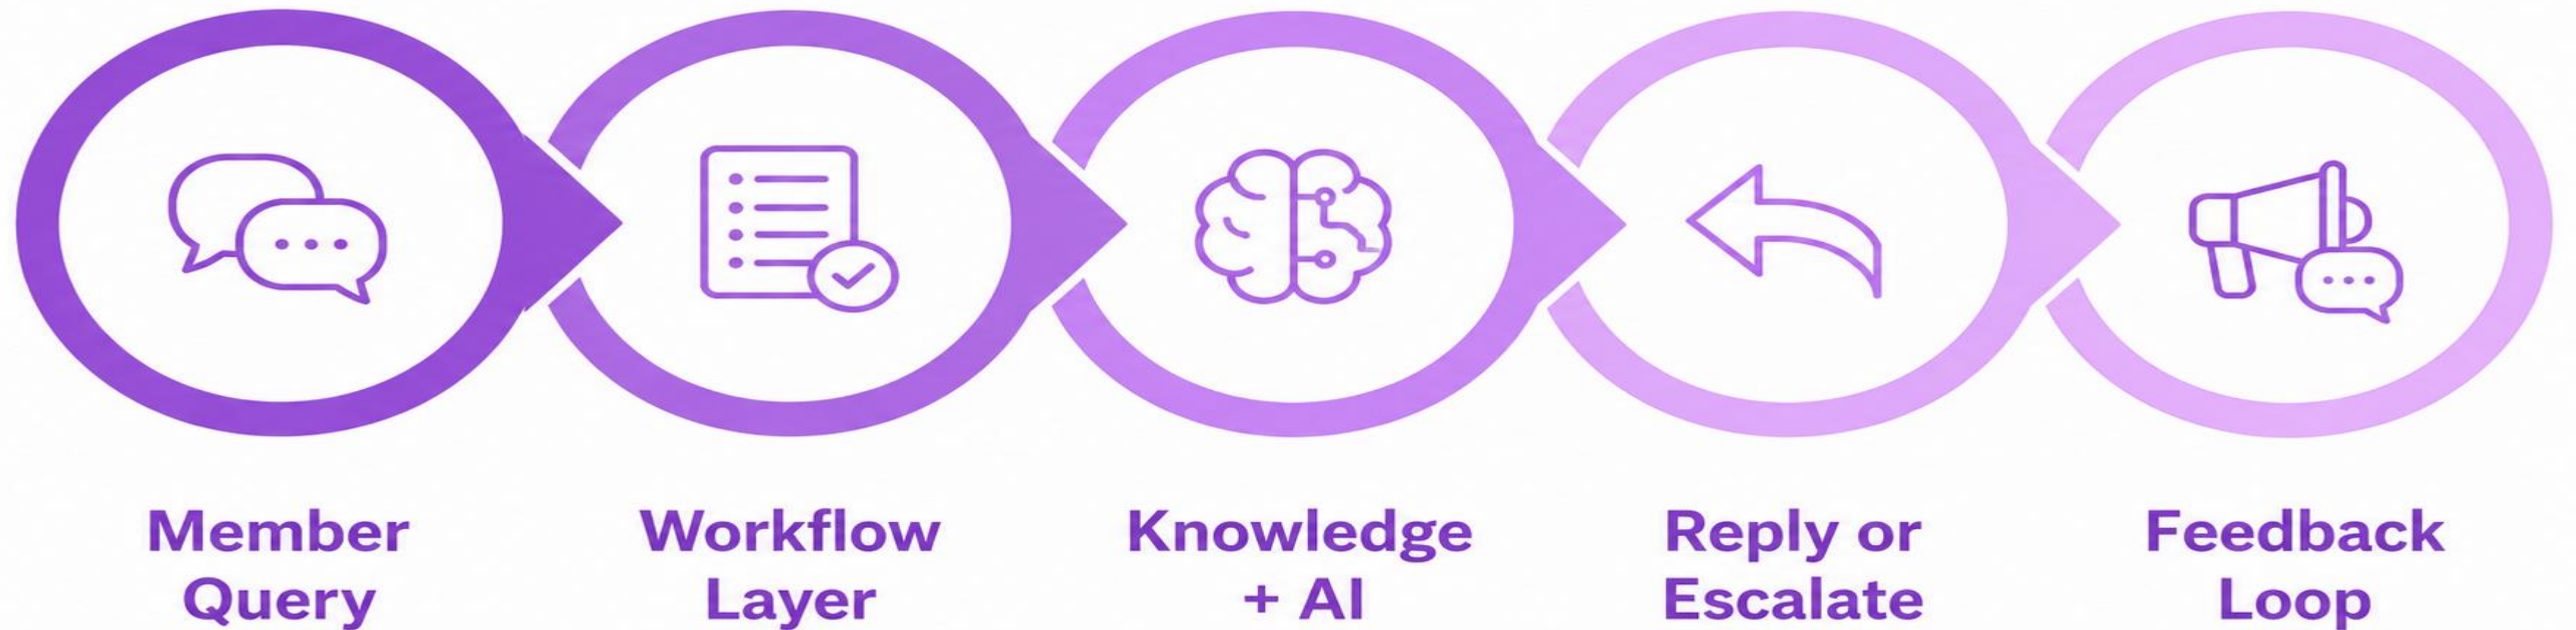 Member
Query
Workflow
Layer
Knowledge
+ AI
Reply or
Escalate
Feedback
Loop